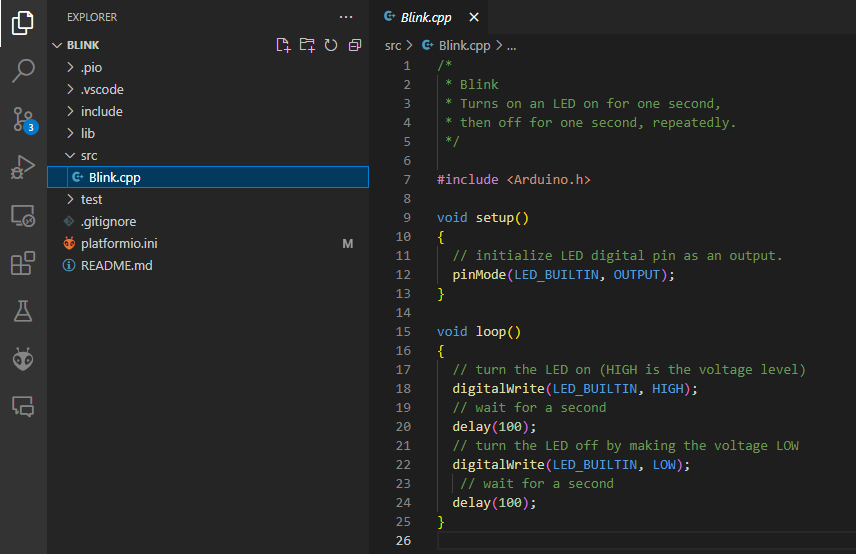 EXPLORER
BLINK
.pio
.vscode
include
lib
src
Blink.cpp
test
.gitignore
platformio.ini M
README.md
3
Blink.cpp
src > Blink.cpp > ...
1 /*
2  * Blink
3  * Turns on an LED on for one second,
4  * then off for one second, repeatedly.
5  */
6
7 #include <Arduino.h>
8
9 void setup()
10 {
11   // initialize LED digital pin as an output.
12   pinMode(LED_BUILTIN, OUTPUT);
13 }
14
15 void loop()
16 {
17   // turn the LED on (HIGH is the voltage level)
18   digitalWrite(LED_BUILTIN, HIGH);
19   // wait for a second
20   delay(100);
21   // turn the LED off by making the voltage LOW
22   digitalWrite(LED_BUILTIN, LOW);
23    // wait for a second
24   delay(100);
25 }
26